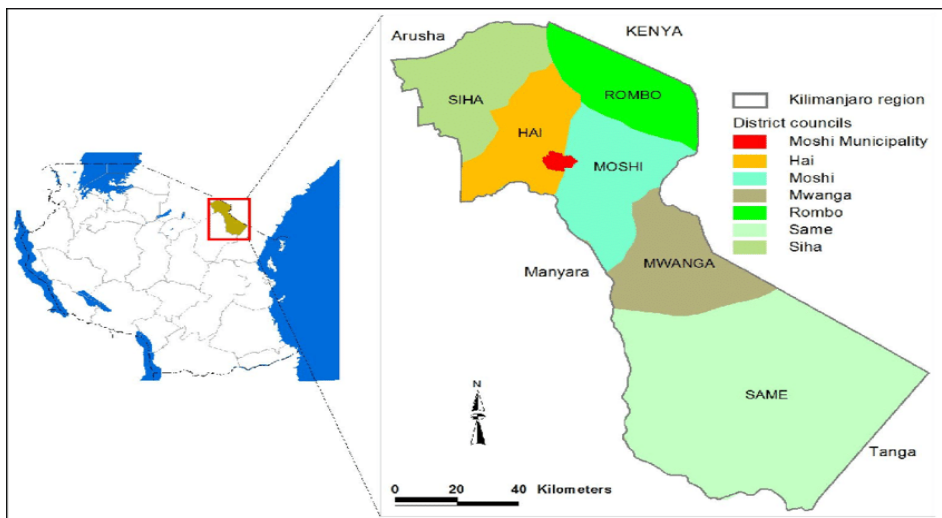 Arusha
KENYA
SIHA
ROMBO
HAI
MOSHI
Manyara
MWANGA
SAME
Tanga
Kilimanjaro region
District councils
Moshi Municipality
Hai
Moshi
Mwanga
Rombo
Same
Siha
N
0 20 40 Kilometers